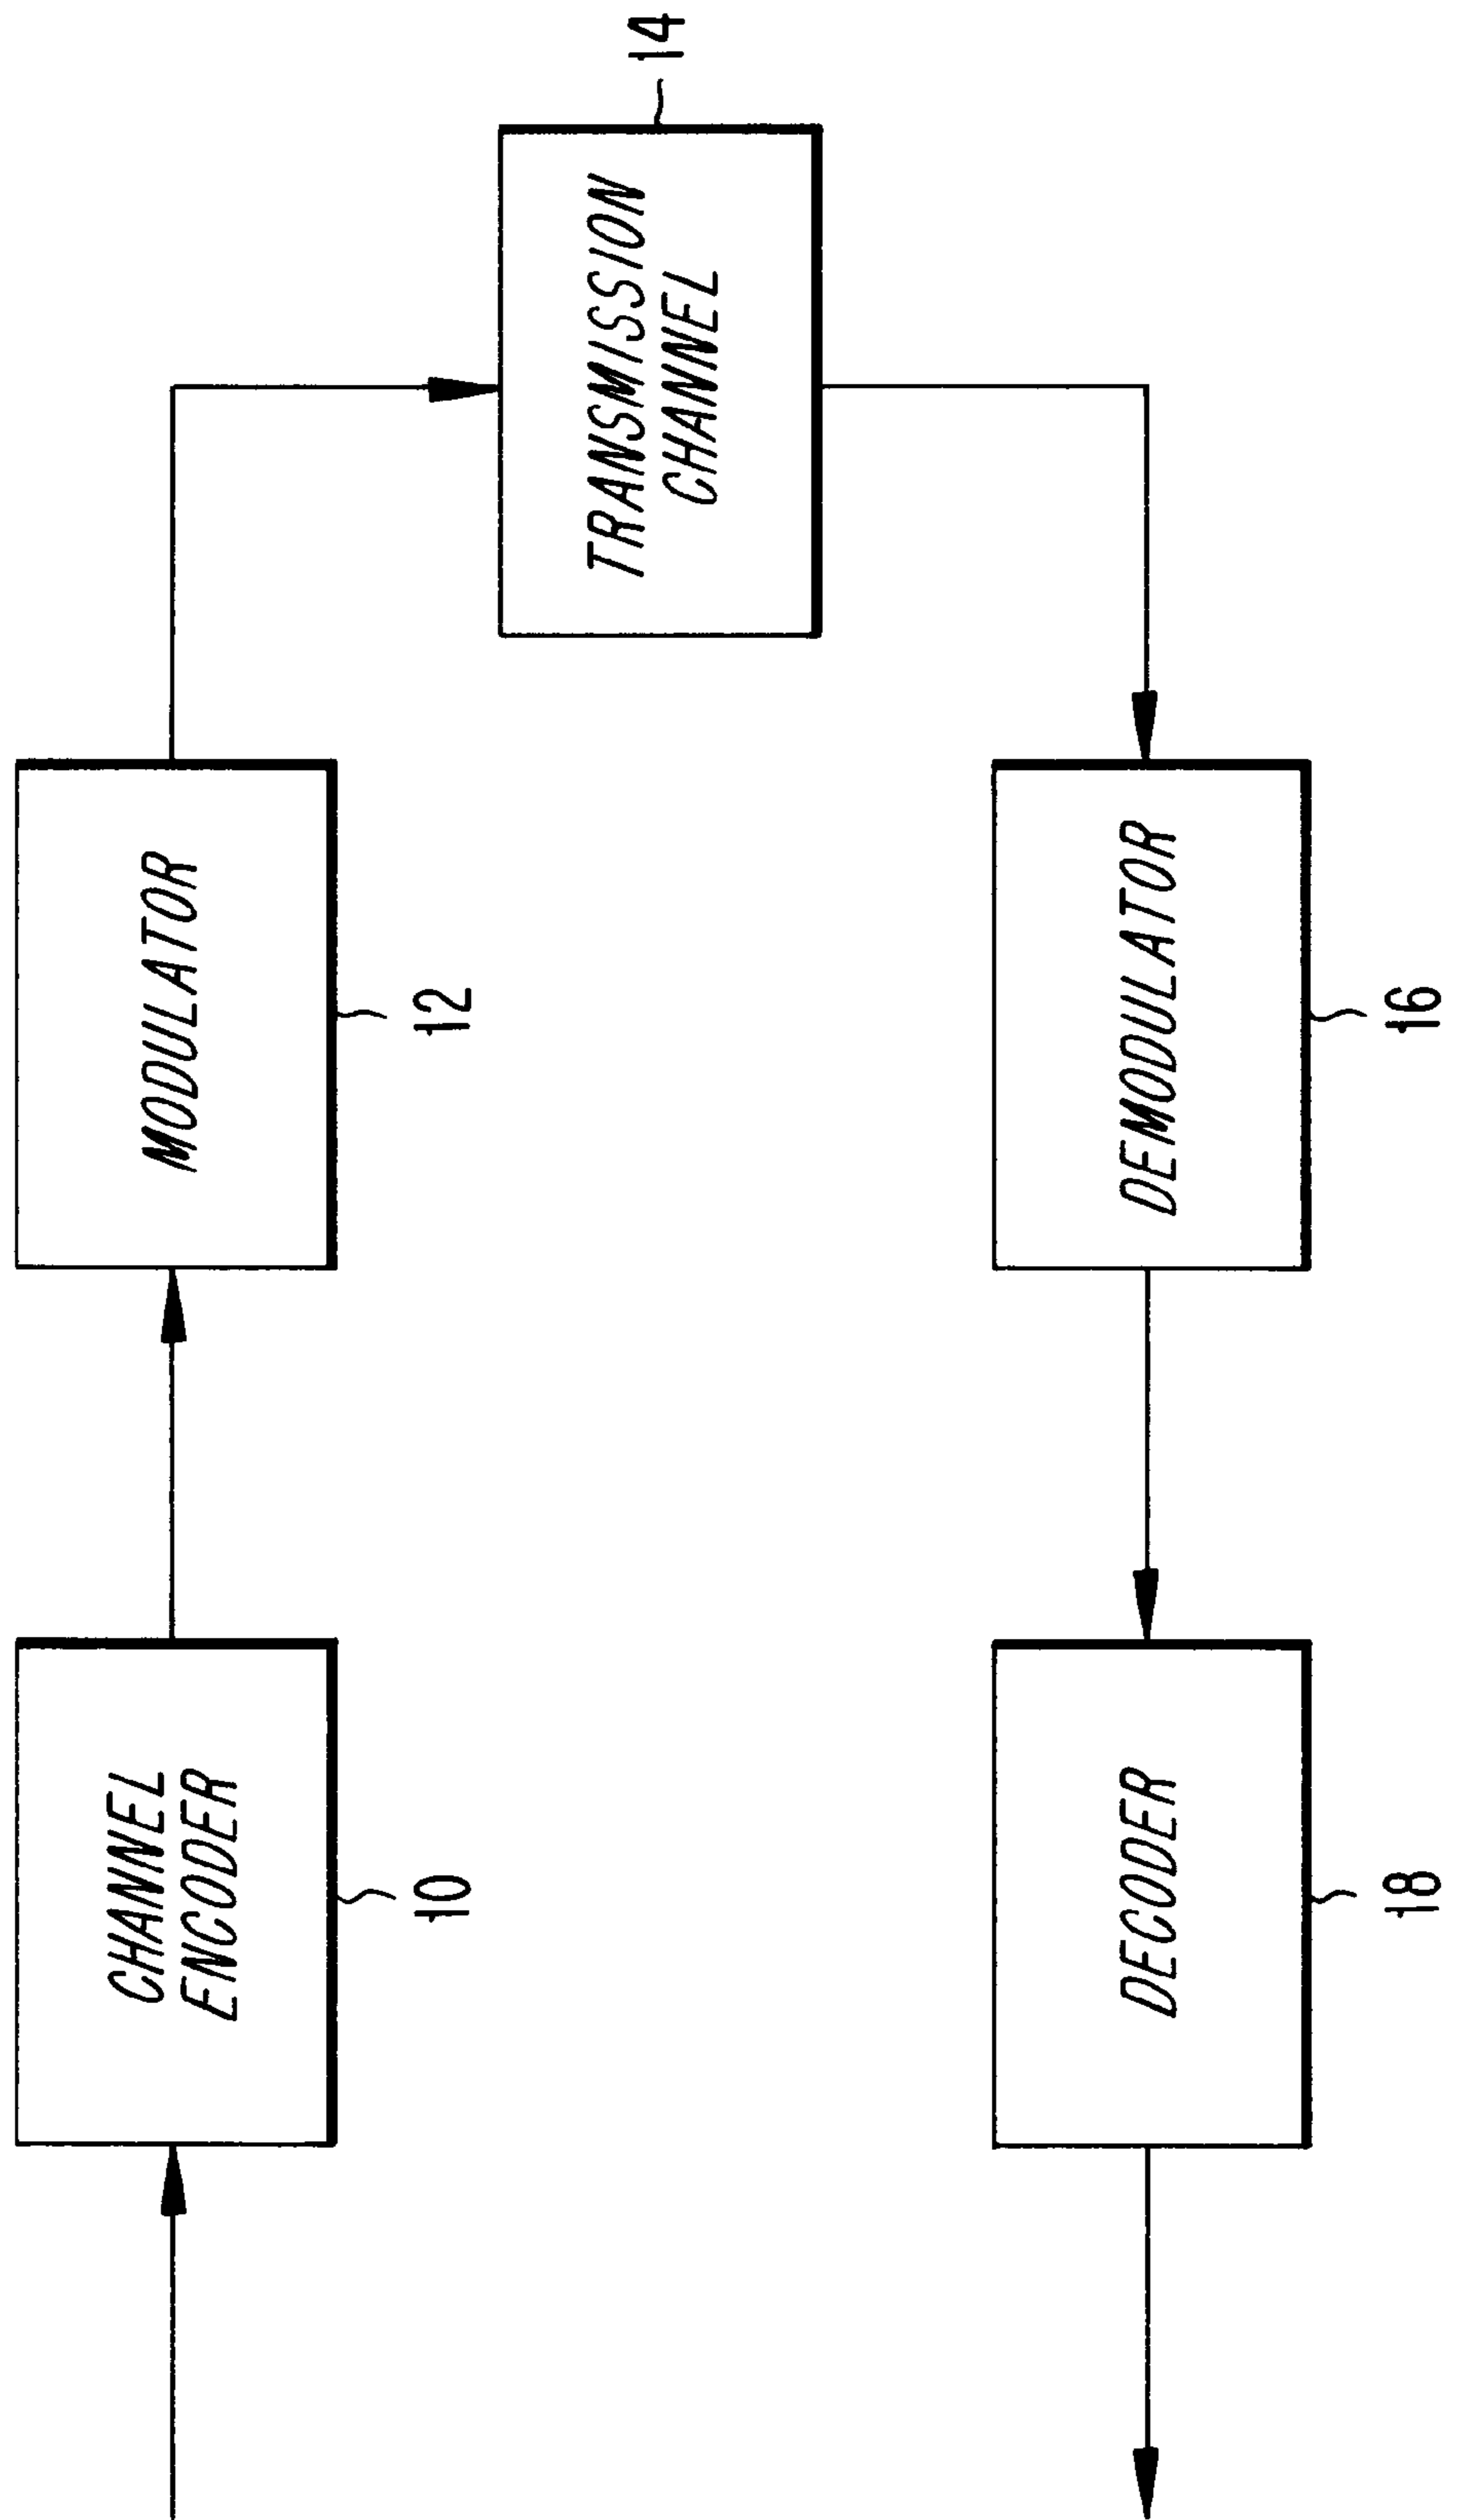 CHANNEL
ENCODER
10
MODULATOR
12
TRANSMISSION
CHANNEL
14
DEMODULATOR
16
DECODER
18